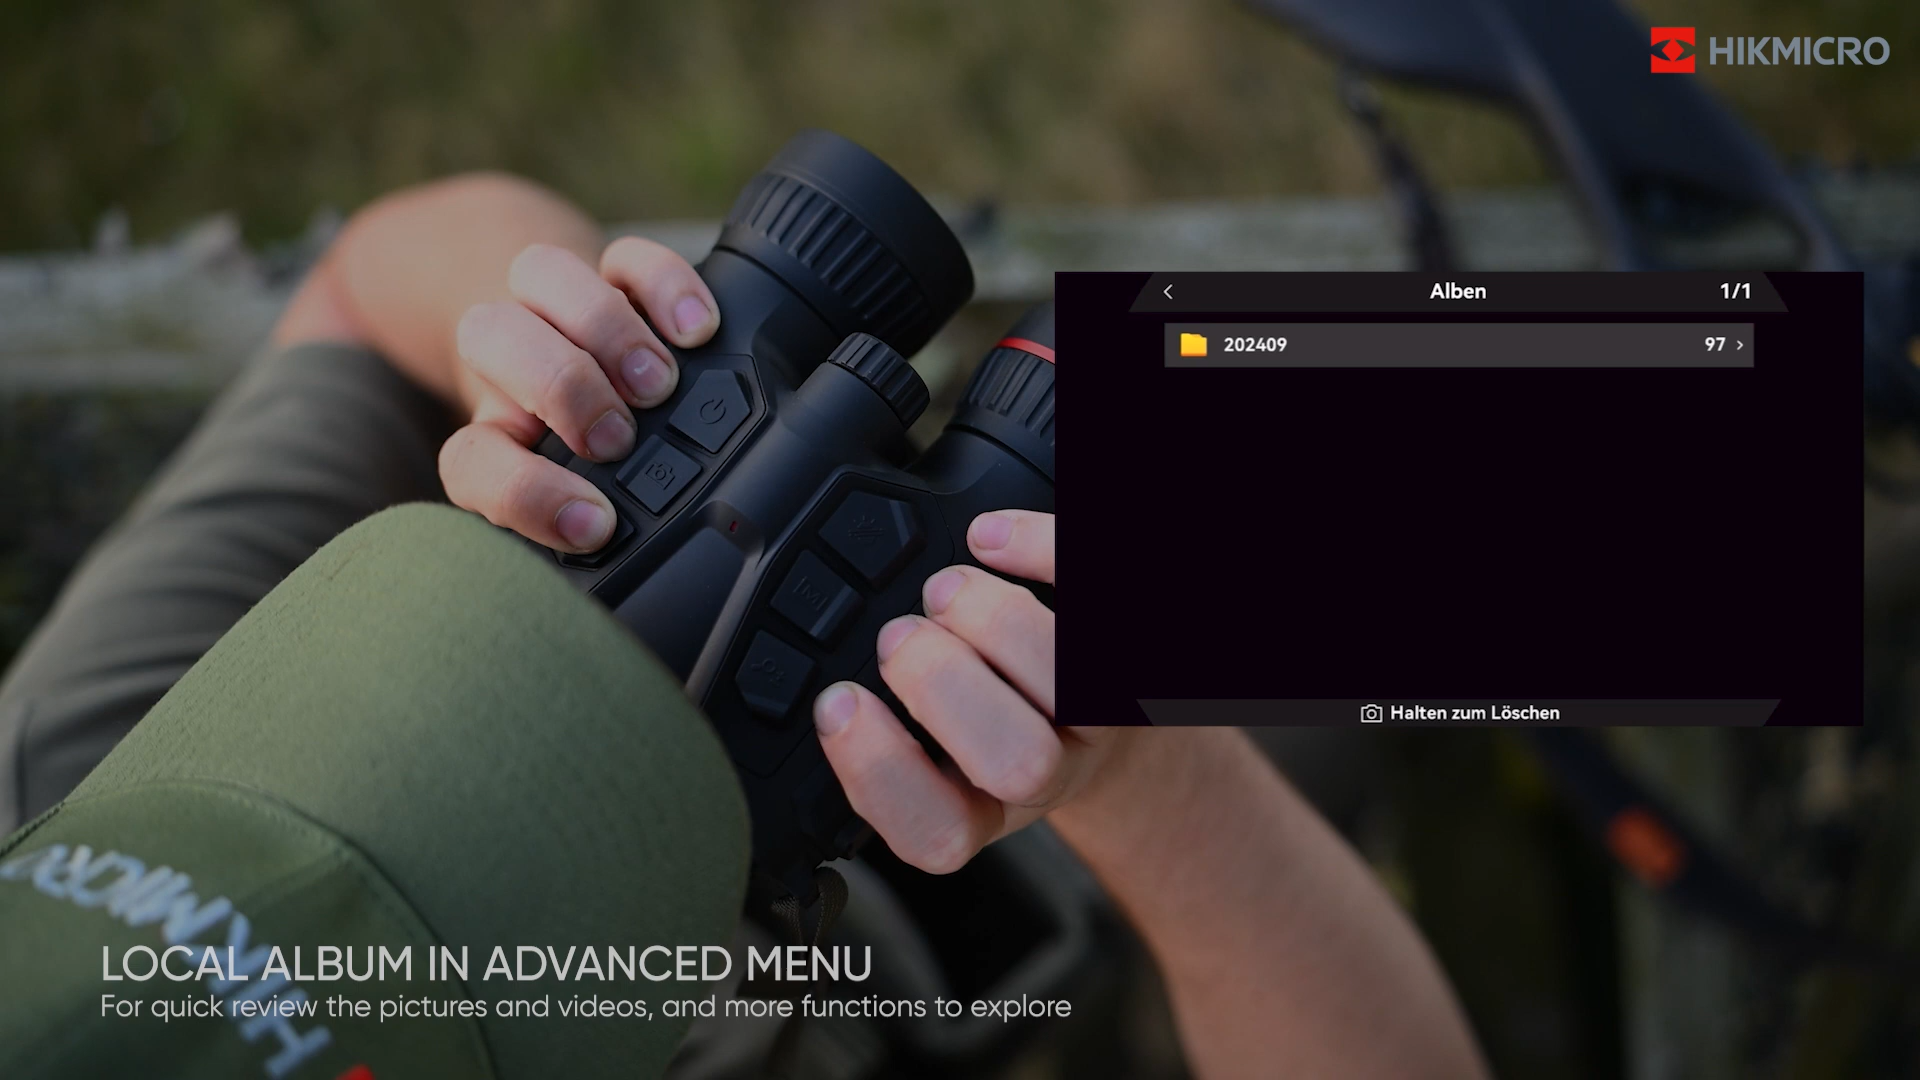 HIKMICRO
Alben 1/1
202409 97
Halten zum Löschen
M
HIKMICRO
LOCAL ALBUM IN ADVANCED MENU
For quick review the pictures and videos, and more functions to explore